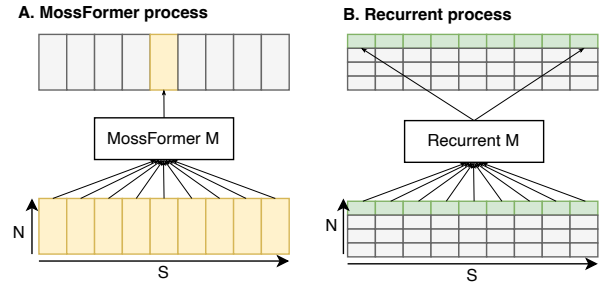 A. MossFormer process
B. Recurrent process
MossFormer M
Recurrent M
N
S
N
S